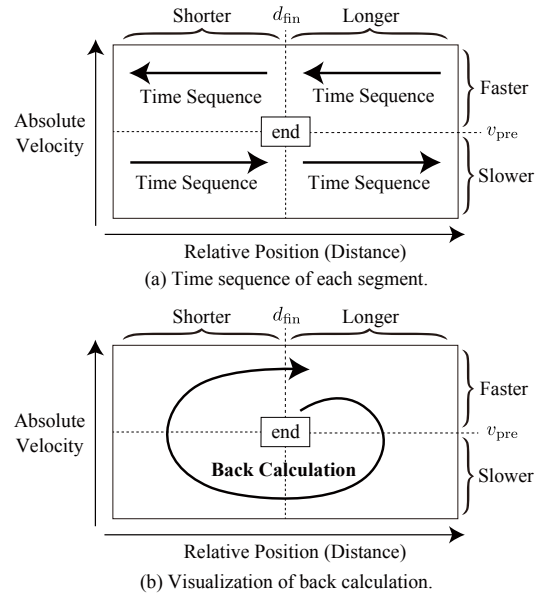 Shorter d_fin Longer
Absolute
Velocity
Time Sequence Time Sequence
Faster
end
v_pre
Time Sequence Time Sequence
Slower
Relative Position (Distance)
(a) Time sequence of each segment.
Shorter d_fin Longer
Absolute
Velocity
Faster
end
v_pre
Back Calculation
Slower
Relative Position (Distance)
(b) Visualization of back calculation.